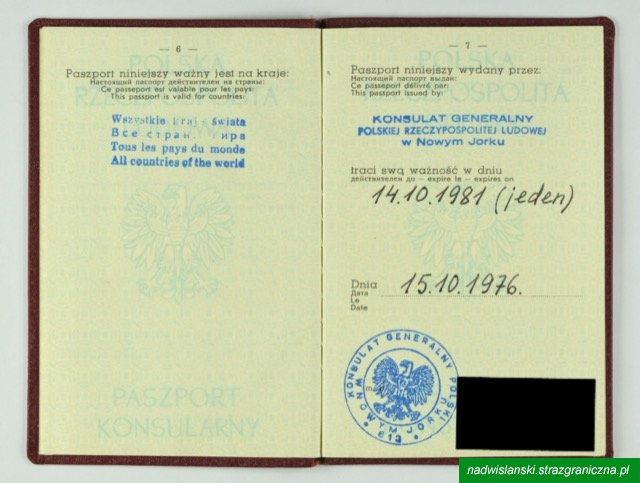 — 6 —
Paszport niniejszy ważny jest na kraje:
Настоящий паспорт действителен на страны:
Ce passeport est valable pour les pays:
This passport is valid for countries:
Wszystkie kraje świata
Все страны мира
Tous les pays du monde
All countries of the world
POLSKA
RZECZPOSPOLITA
PASZPORT
KONSULARNY
— 7 —
Paszport niniejszy wydany przez:
Настоящий паспорт выдан:
Ce passeport délivré par:
This passport issued by:
KONSULAT GENERALNY
POLSKIEJ RZECZYPOSPOLITEJ LUDOWEJ
w Nowym Jorku
traci swą ważność w dniu
действителен до — expire le — expires on
14.10.1981 (jeden)
Dnia 15.10.1976.
Дата
Le
Date
KONSULAT GENERALNY POLSKI
W NOWYM JORKU
* 613 *
nadwislanski.strazgraniczna.pl